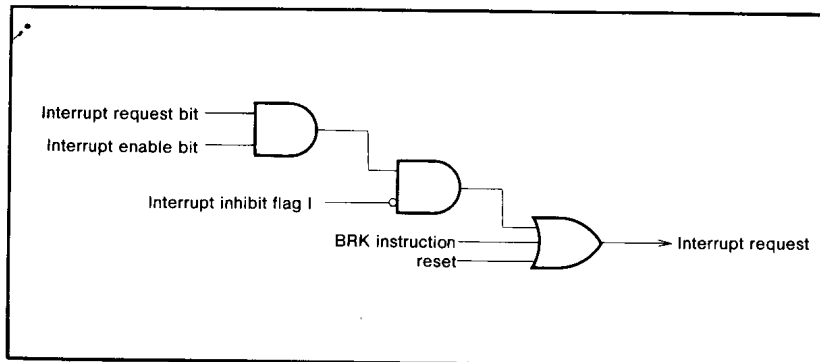 Interrupt request bit
Interrupt enable bit
Interrupt inhibit flag I
BRK instruction
reset
Interrupt request